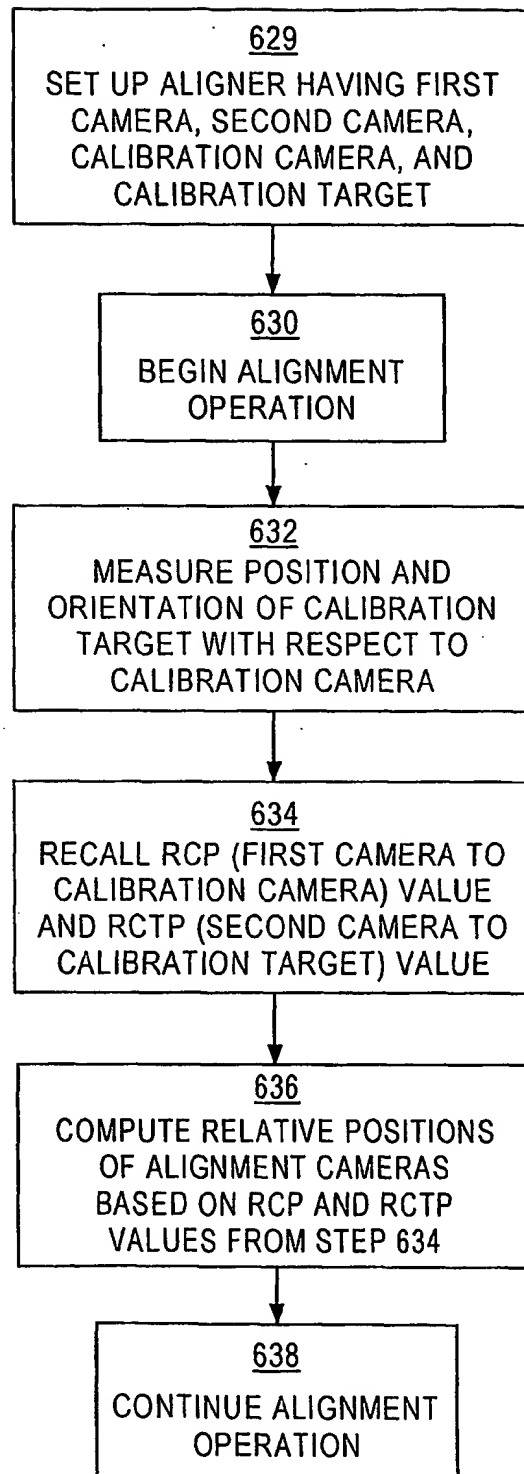 629
SET UP ALIGNER HAVING FIRST
CAMERA, SECOND CAMERA,
CALIBRATION CAMERA, AND
CALIBRATION TARGET
630
BEGIN ALIGNMENT
OPERATION
632
MEASURE POSITION AND
ORIENTATION OF CALIBRATION
TARGET WITH RESPECT TO
CALIBRATION CAMERA
634
RECALL RCP (FIRST CAMERA TO
CALIBRATION CAMERA) VALUE
AND RCTP (SECOND CAMERA TO
CALIBRATION TARGET) VALUE
636
COMPUTE RELATIVE POSITIONS
OF ALIGNMENT CAMERAS
BASED ON RCP AND RCTP
VALUES FROM STEP 634
638
CONTINUE ALIGNMENT
OPERATION